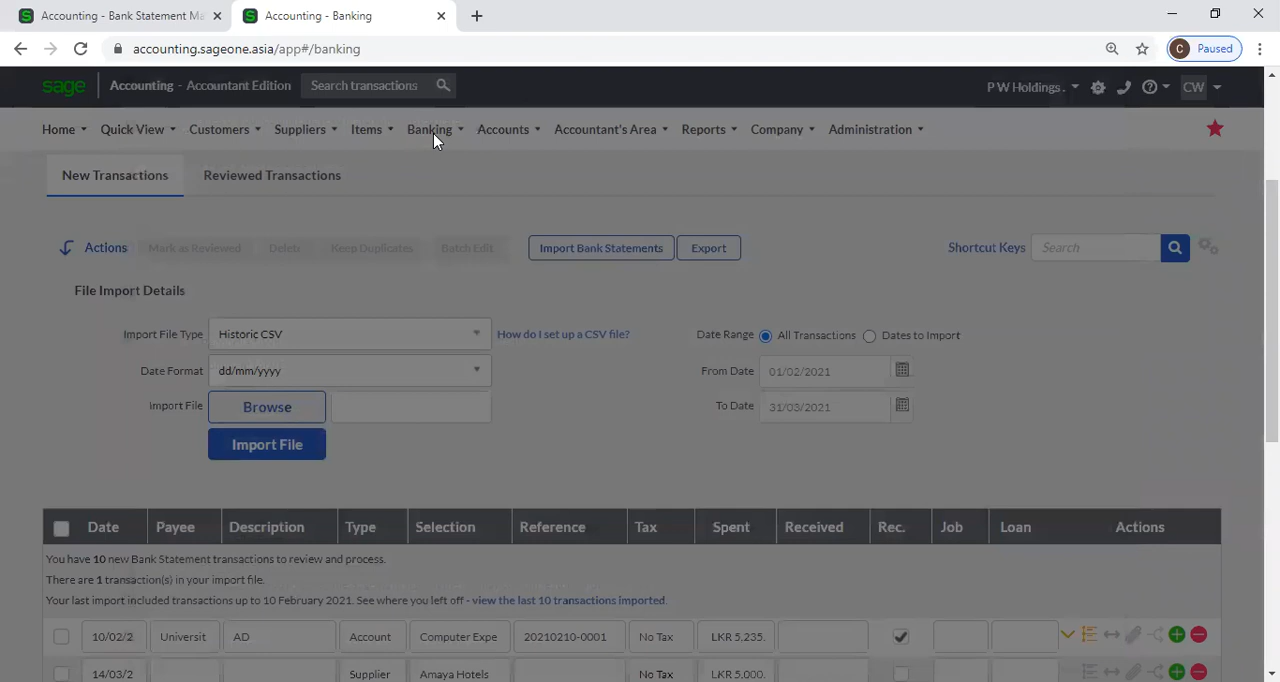 Accounting - Bank Statement Ma
Accounting - Banking
accounting.sageone.asia/app#/banking
C Paused
sage Accounting - Accountant Edition Search transactions P W Holdings . CW
Home Quick View Customers Suppliers Items Banking Accounts Accountant's Area Reports Company Administration
New Transactions Reviewed Transactions
Actions Mark as Reviewed Delete Keep Duplicates Batch Edit Import Bank Statements Export Shortcut Keys Search
File Import Details
Import File Type Historic CSV How do I set up a CSV file? Date Range All Transactions Dates to Import
Date Format dd/mm/yyyy From Date 01/02/2021
Import File Browse To Date 31/03/2021
Import File
Date Payee Description Type Selection Reference Tax Spent Received Rec. Job Loan Actions
You have 10 new Bank Statement transactions to review and process.
There are 1 transaction(s) in your import file.
Your last import included transactions up to 10 February 2021. See where you left off - view the last 10 transactions imported.
10/02/2 Universit AD Account Computer Expe 20210210-0001 No Tax LKR 5,235.
14/03/2 Supplier Amaya Hotels No Tax LKR 5,000.